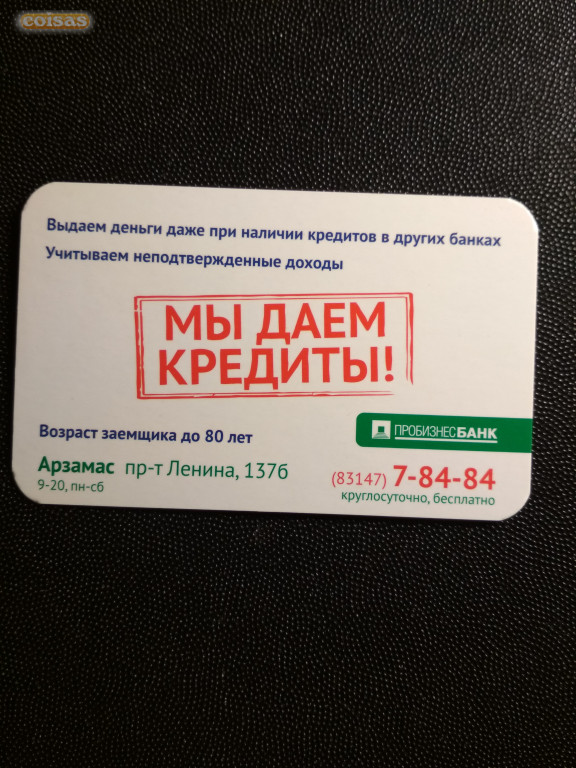 coisas
Выдаем деньги даже при наличии кредитов в других банках
Учитываем неподтвержденные доходы
МЫ ДАЕМ
КРЕДИТЫ!
Возраст заемщика до 80 лет
ПРОБИЗНЕСБАНК
Арзамас пр-т Ленина, 137б
9-20, пн-сб
(83147) 7-84-84
круглосуточно, бесплатно